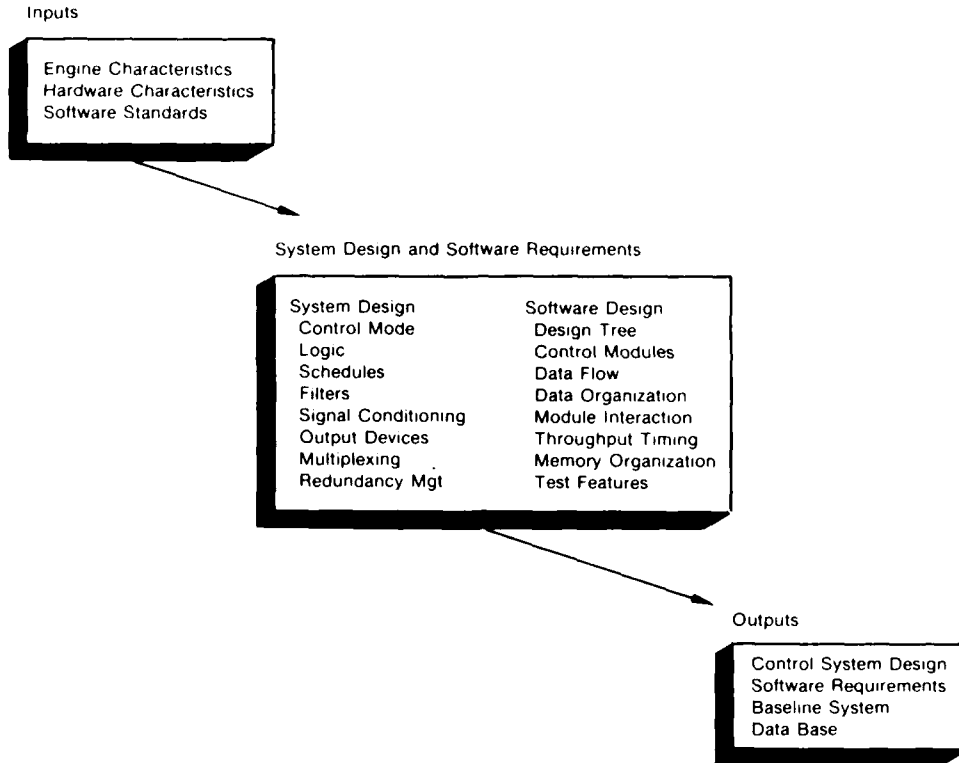 Inputs
Engine Characteristics
Hardware Characteristics
Software Standards
System Design and Software Requirements
System Design
Control Mode
Logic
Schedules
Filters
Signal Conditioning
Output Devices
Multiplexing
Redundancy Mgt
Software Design
Design Tree
Control Modules
Data Flow
Data Organization
Module Interaction
Throughput Timing
Memory Organization
Test Features
Outputs
Control System Design
Software Requirements
Baseline System
Data Base